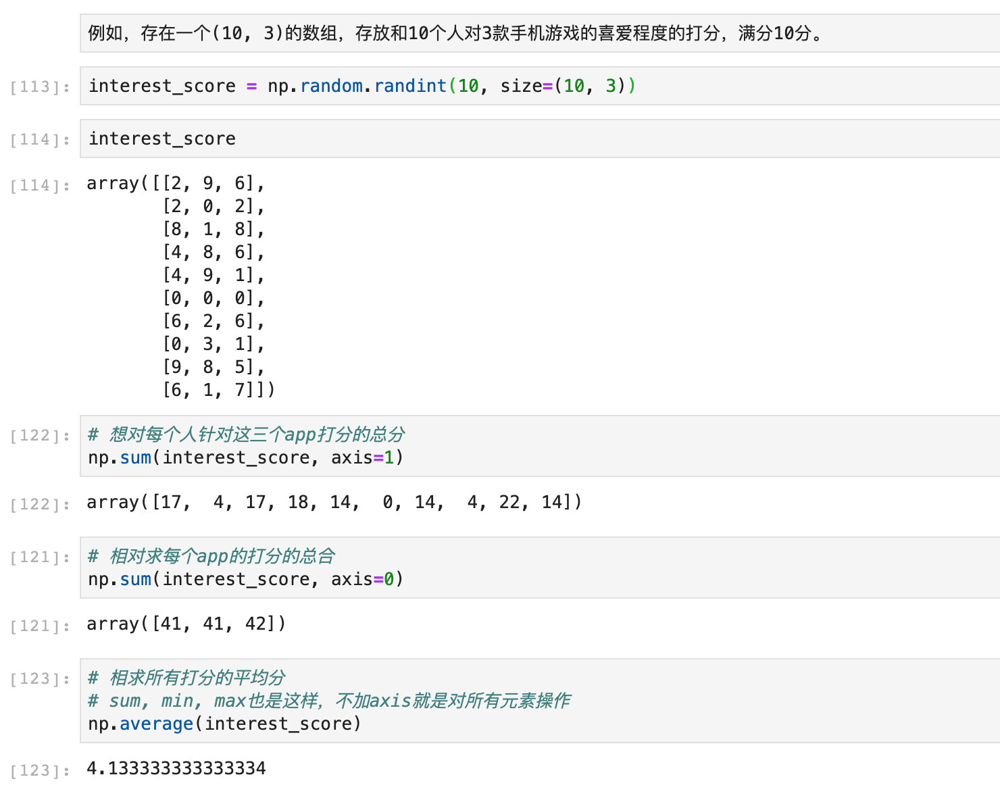 例如，存在一个(10, 3)的数组，存放和10个人对3款手机游戏的喜爱程度的打分，满分10分。
[113]: interest_score = np.random.randint(10, size=(10, 3))
[114]: interest_score
[114]: array([[2, 9, 6],
[2, 0, 2],
[8, 1, 8],
[4, 8, 6],
[4, 9, 1],
[0, 0, 0],
[6, 2, 6],
[0, 3, 1],
[9, 8, 5],
[6, 1, 7]])
[122]: # 想对每个人针对这三个app打分的总分
np.sum(interest_score, axis=1)
[122]: array([17,  4, 17, 18, 14,  0, 14,  4, 22, 14])
[121]: # 相对求每个app的打分的总合
np.sum(interest_score, axis=0)
[121]: array([41, 41, 42])
[123]: # 相求所有打分的平均分
# sum, min, max也是这样，不加axis就是对所有元素操作
np.average(interest_score)
[123]: 4.133333333333334